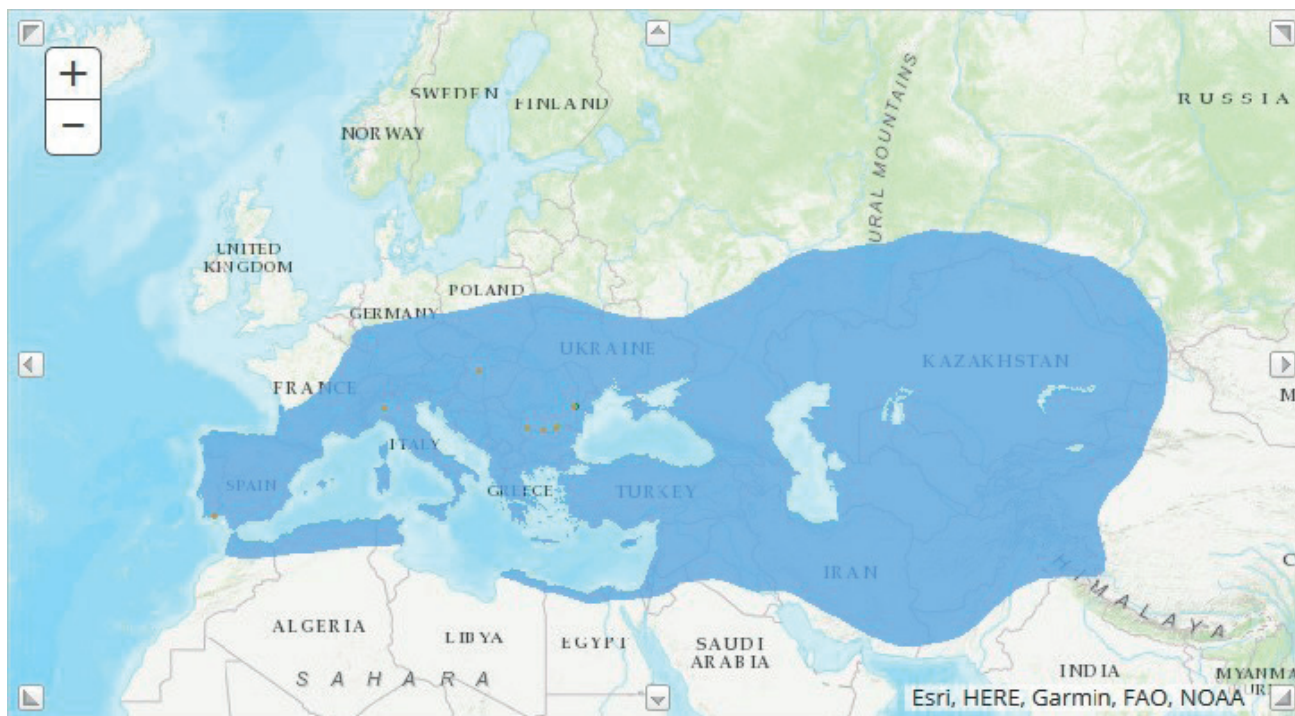 +
−
SWEDEN
FINLAND
NORWAY
RUSSIA
URAL MOUNTAINS
UNITED
KINGDOM
POLAND
GERMANY
UKRAINE
KAZAKHSTAN
FRANCE
M
ITALY
SPAIN
GREECE
TURKEY
IRAN
HIMALAYA
C
ALGERIA
LIBYA
EGYPT
SAUDI
ARABIA
SAHARA
INDIA
MYANMA
Esri, HERE, Garmin, FAO, NOAA